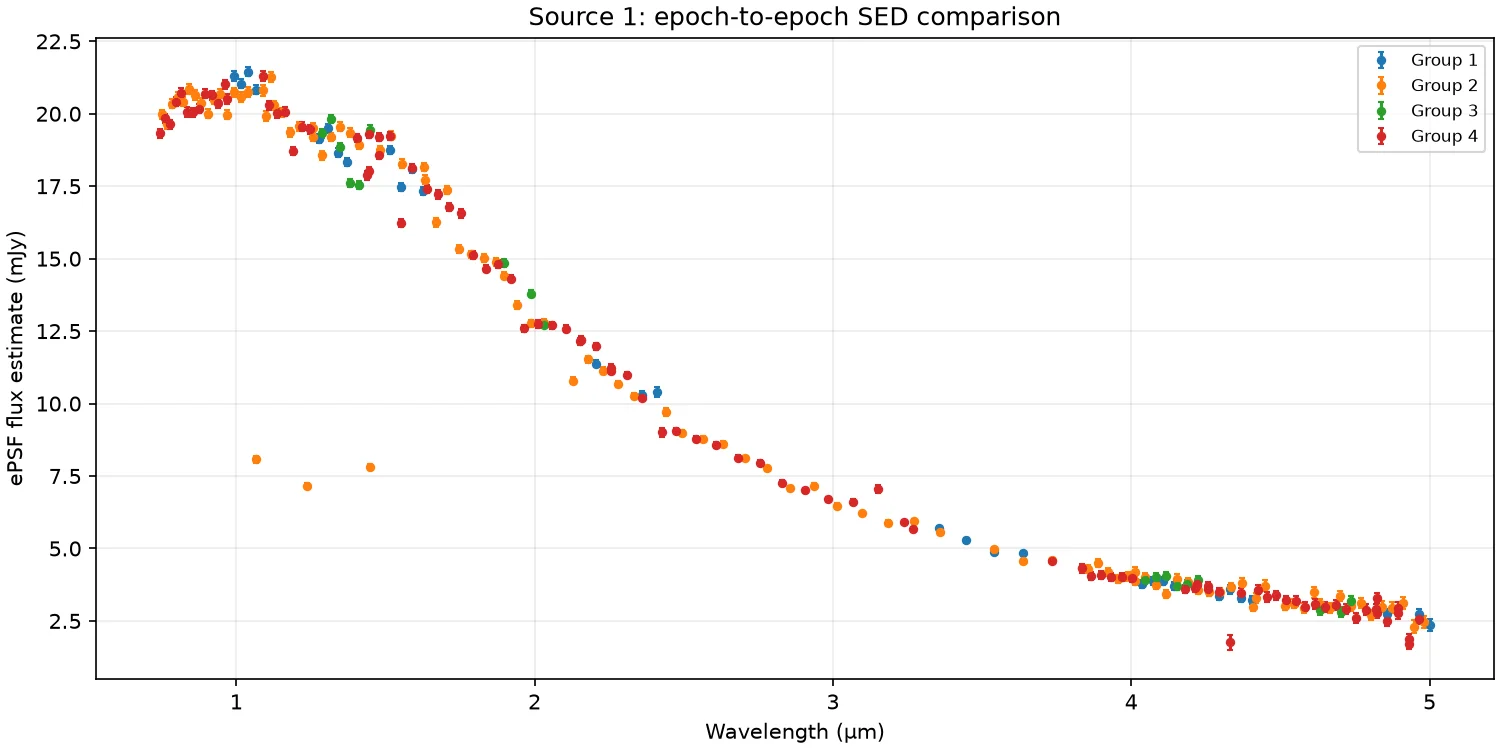 Source 1: epoch-to-epoch SED comparison
ePSF flux estimate (mJy)
22.5
20.0
17.5
15.0
12.5
10.0
7.5
5.0
2.5
Group 1
Group 2
Group 3
Group 4
1
2
3
4
5
Wavelength (μm)